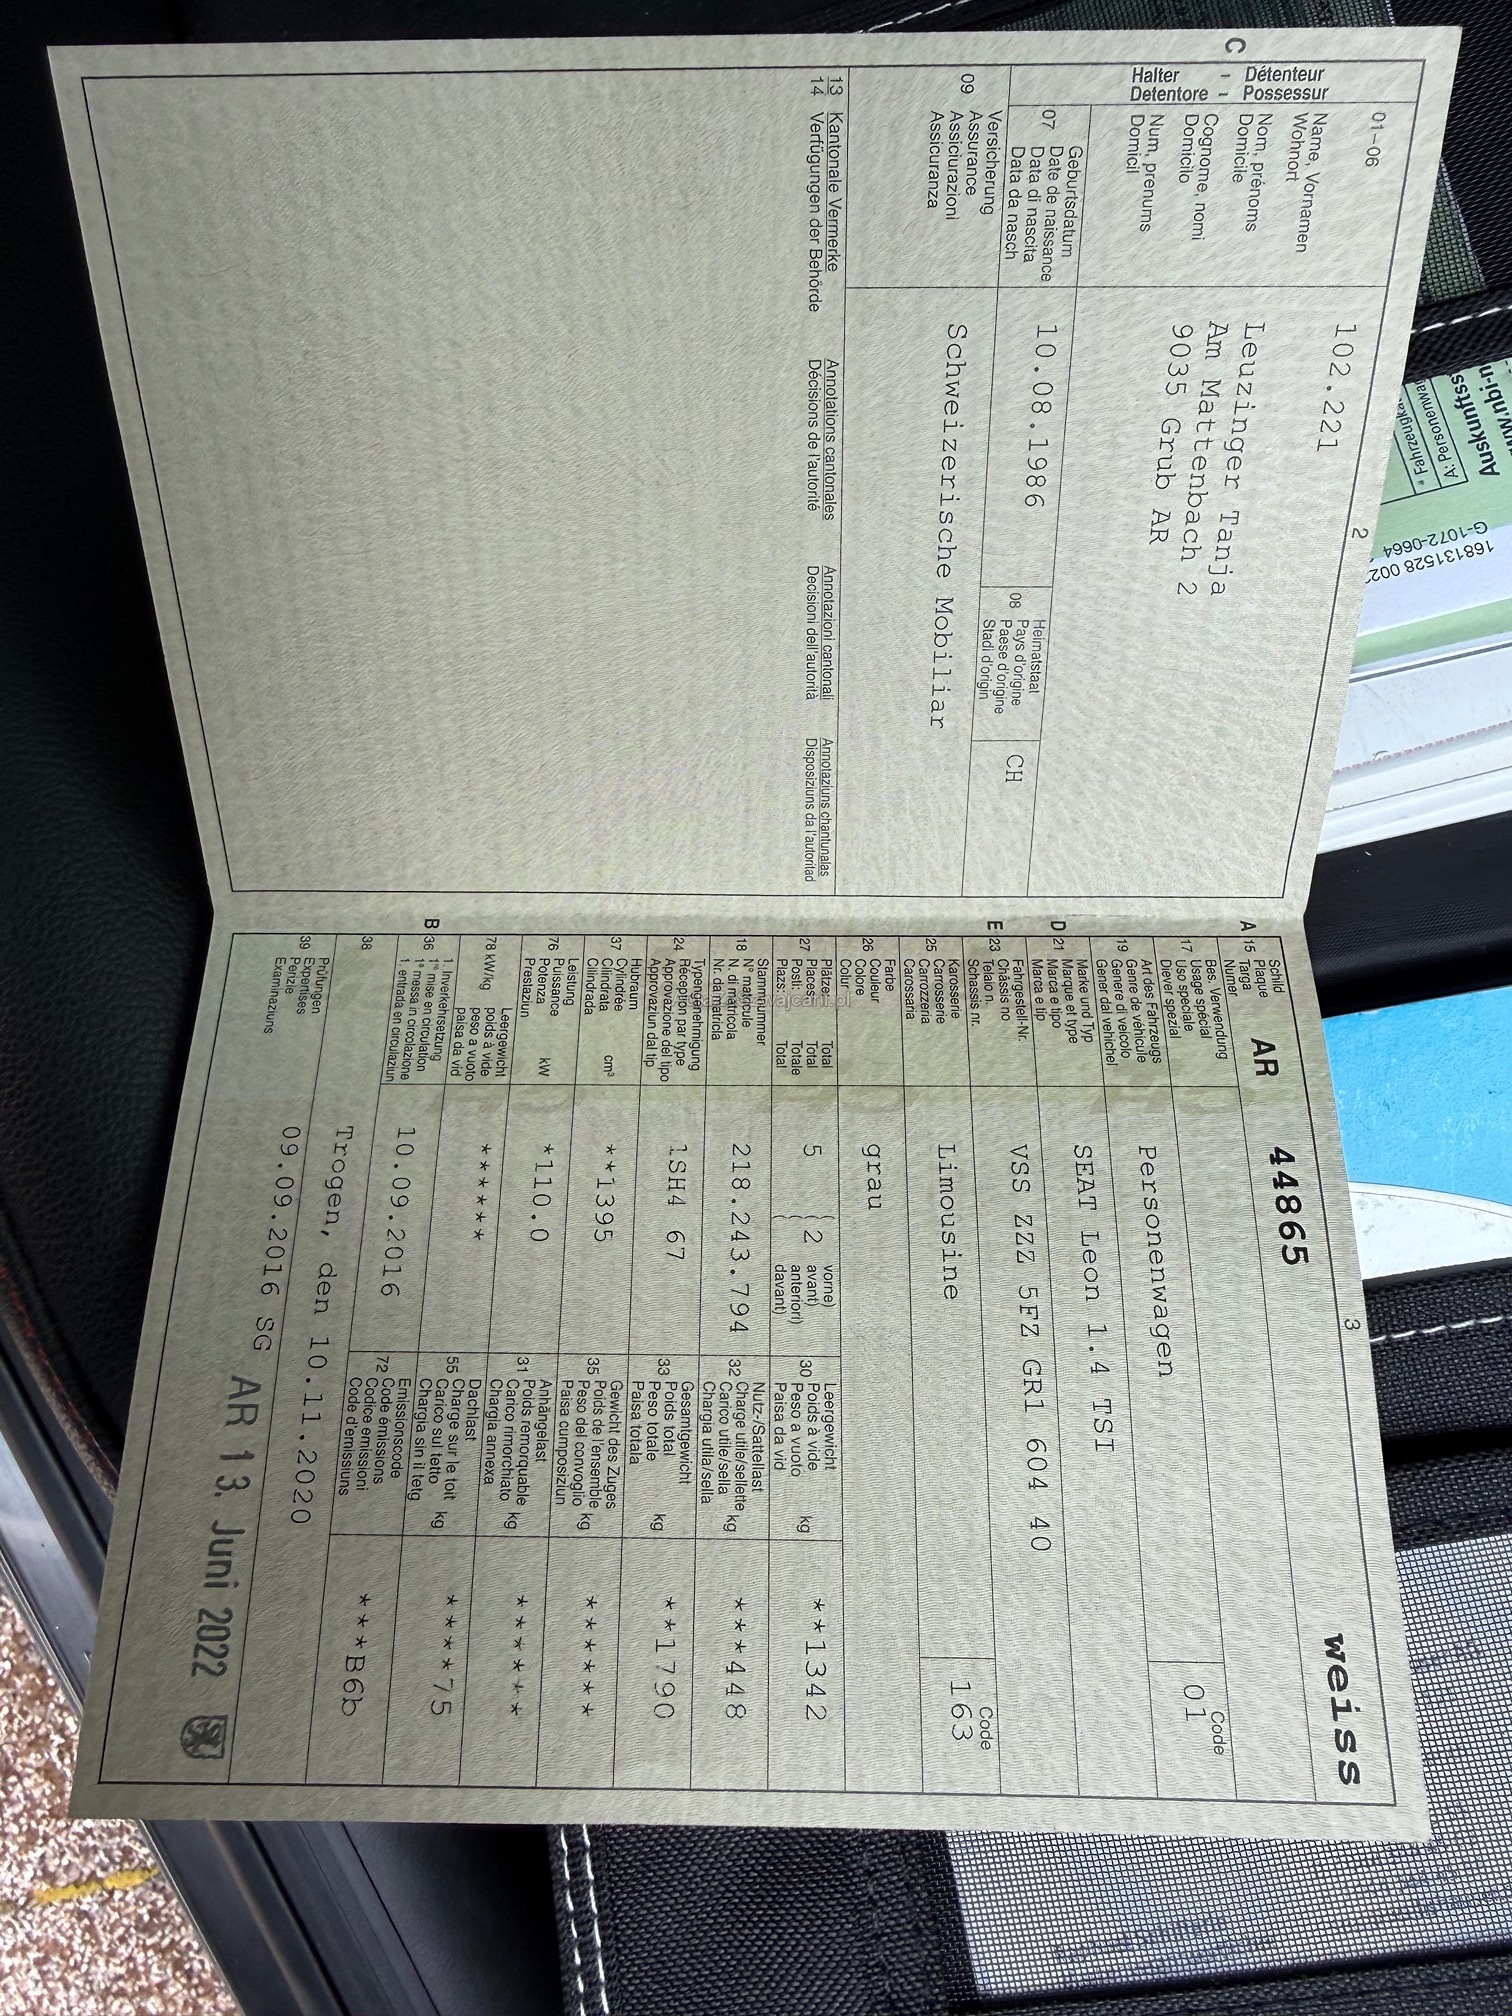 2
01-06
C
Halter - Détenteur
Detentore - Possessur
Name, Vornamen
Wohnort
Nom, prénoms
Domicile
Cognome, nomi
Domicilo
Num, prenums
Domicil
102.221
Leuzinger Tanja
Am Mattenbach 2
9035 Grub AR
07
Geburtsdatum
Date de naissance
Data di nascita
Data da nasch
10.08.1986
08
Heimatstaat
Pays d'origine
Paese d'origine
Stadi d'origin
CH
09
Versicherung
Assurance
Assiciurazioni
Assicuranza
Schweizerische Mobiliar
13 Kantonale Vermerke Annotations cantonales Annotazioni cantonali Annotaziuns chantunalas
14 Verfügungen der Behörde Décisions de l'autorité Decisioni dell'autorità Disposiziuns da l'autoritad
3
A 15
Schild
Plaque
Targa
Numer
AR 44865 weiss
17
Bes. Verwendung
Usage spécial
Uso speciale
Diever spezial
19
Art des Fahrzeugs
Genre de véhicule
Genere di veicolo
Gener dal vehichel
Personenwagen
Code
01
D 21
Marke und Typ
Marque et type
Marca e tipo
Marca e tip
SEAT Leon 1.4 TSI
E 23
Fahrgestell-Nr.
Châssis no
Telaio n.
Schassis nr.
VSS ZZZ 5FZ GR1 604 40
25
Karosserie
Carrosserie
Carrozzeria
Carossaria
Limousine
Code
163
26
Farbe
Couleur
Colore
Colur
grau
27
Plätze: Total
Places: Total
Posti: Totale
Plazs: Total
5 ( 2 vorne)
avant)
anteriori)
davant)
30
Leergewicht
Poids à vide
Peso a vuoto kg
Paisa da vid
**1342
18
Stammnummer
N° matricule
N. di matricola
Nr. da matricla
218.243.794
32
Nutz-/Sattellast
Charge utile/sellette
Carico utile/sella kg
Chargia utila/sella
***448
24
Typengenehmigung
Réception par type
Approvazione del tipo
Approvaziun dal tip
1SH4 67
33
Gesamtgewicht
Poids total
Peso totale kg
Paisa totala
**1790
37
Hubraum
Cylindrée
Cilindrata cm³
Cilindrada
**1395
35
Gewicht des Zuges
Poids de l'ensemble
Peso del convoglio kg
Paisa cumposiziun
******
76
Leistung
Puissance
Potenza kW
Prestaziun
*110.0
31
Anhängelast
Poids remorquable
Carico rimorchiato kg
Chargia annexa
******
78 kW/kg
Leergewicht
poids à vide
peso a vuoto
paisa da vid
*****
55
Dachlast
Charge sur le toit
Carico sul tetto kg
Chargia sin il tetg
****75
B 36
1. Inverkehrsetzung
1re mise en circulation
1a messa in circolazione
1. entrada en circulaziun
10.09.2016
72
Emissionscode
Code émissions
Codice emissioni
Code d'emissiuns
***B6b
38
Trogen, den 10.11.2020
39
Prüfungen
Expertises
Perizie
Examinaziuns
09.09.2016 SG
AR 13. Juni 2022
Auskunftss
A: Personenwa
* Fahrzeugka
G-1072-0664